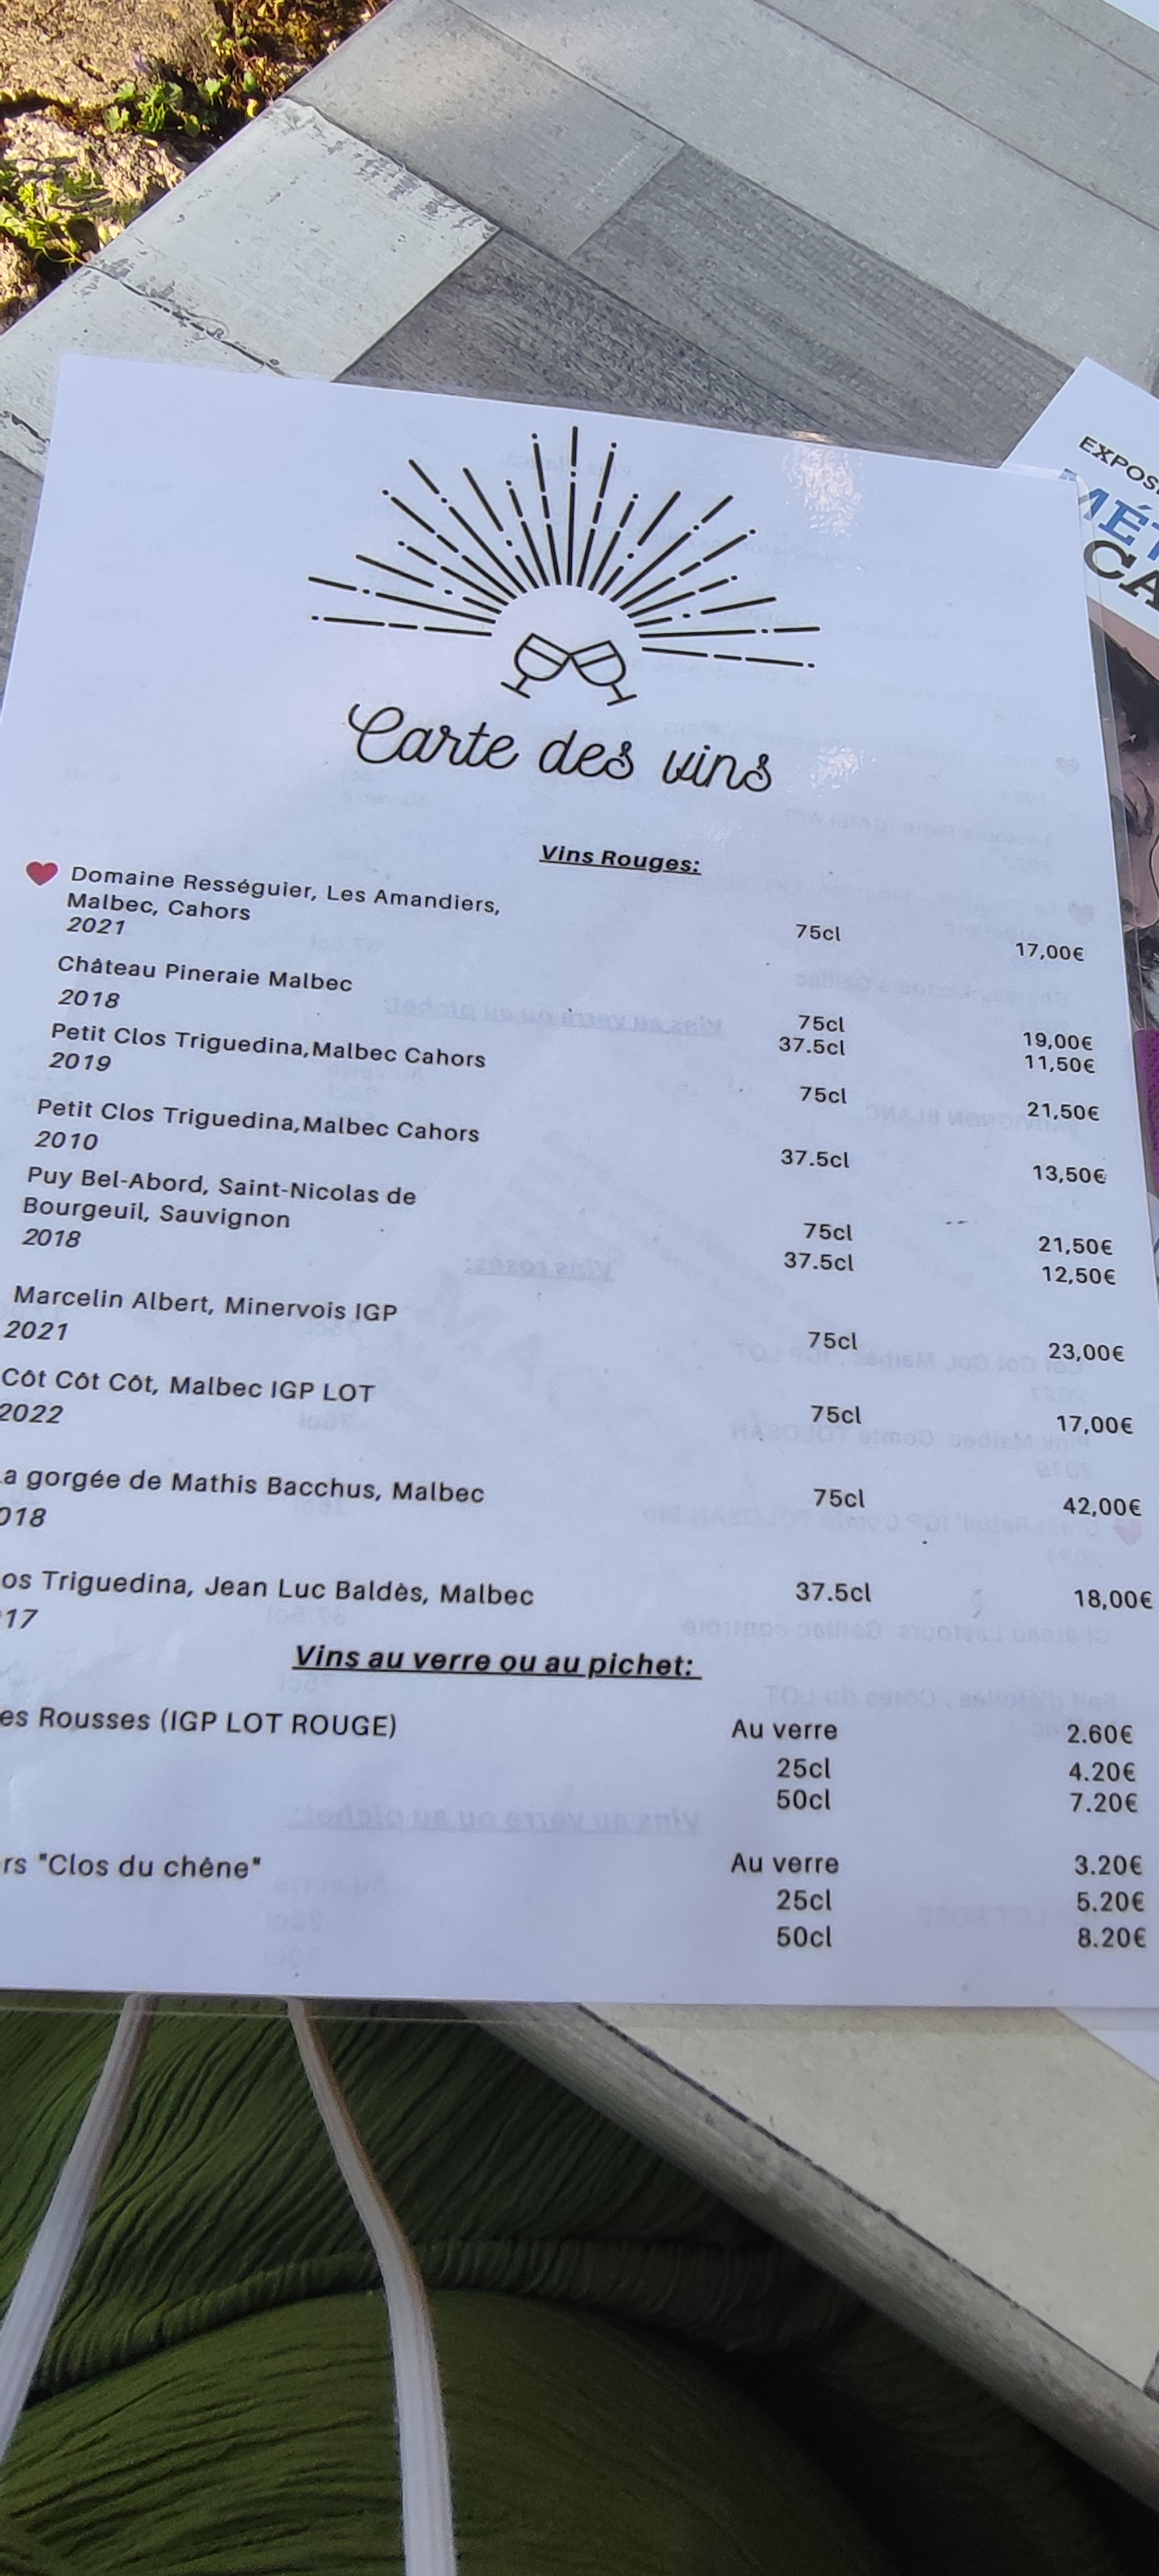 EXPOS
MÉT
CA
Carte des vins
Vins Rouges:
Domaine Rességuier, Les Amandiers,
Malbec, Cahors
2021
75cl 17,00€
Château Pineraie Malbec
2018
75cl 19,00€
37.5cl 11,50€
Petit Clos Triguedina,Malbec Cahors
2019
75cl 21,50€
Petit Clos Triguedina,Malbec Cahors
2010
37.5cl 13,50€
Puy Bel-Abord, Saint-Nicolas de
Bourgeuil, Sauvignon
2018
75cl 21,50€
37.5cl 12,50€
Marcelin Albert, Minervois IGP
2021
75cl 23,00€
Côt Côt Côt, Malbec IGP LOT
2022
75cl 17,00€
a gorgée de Mathis Bacchus, Malbec
018
75cl 42,00€
os Triguedina, Jean Luc Baldès, Malbec
17
37.5cl 18,00€
Vins au verre ou au pichet:
es Rousses (IGP LOT ROUGE) Au verre 2.60€
25cl 4.20€
50cl 7.20€
rs "Clos du chêne" Au verre 3.20€
25cl 5.20€
50cl 8.20€